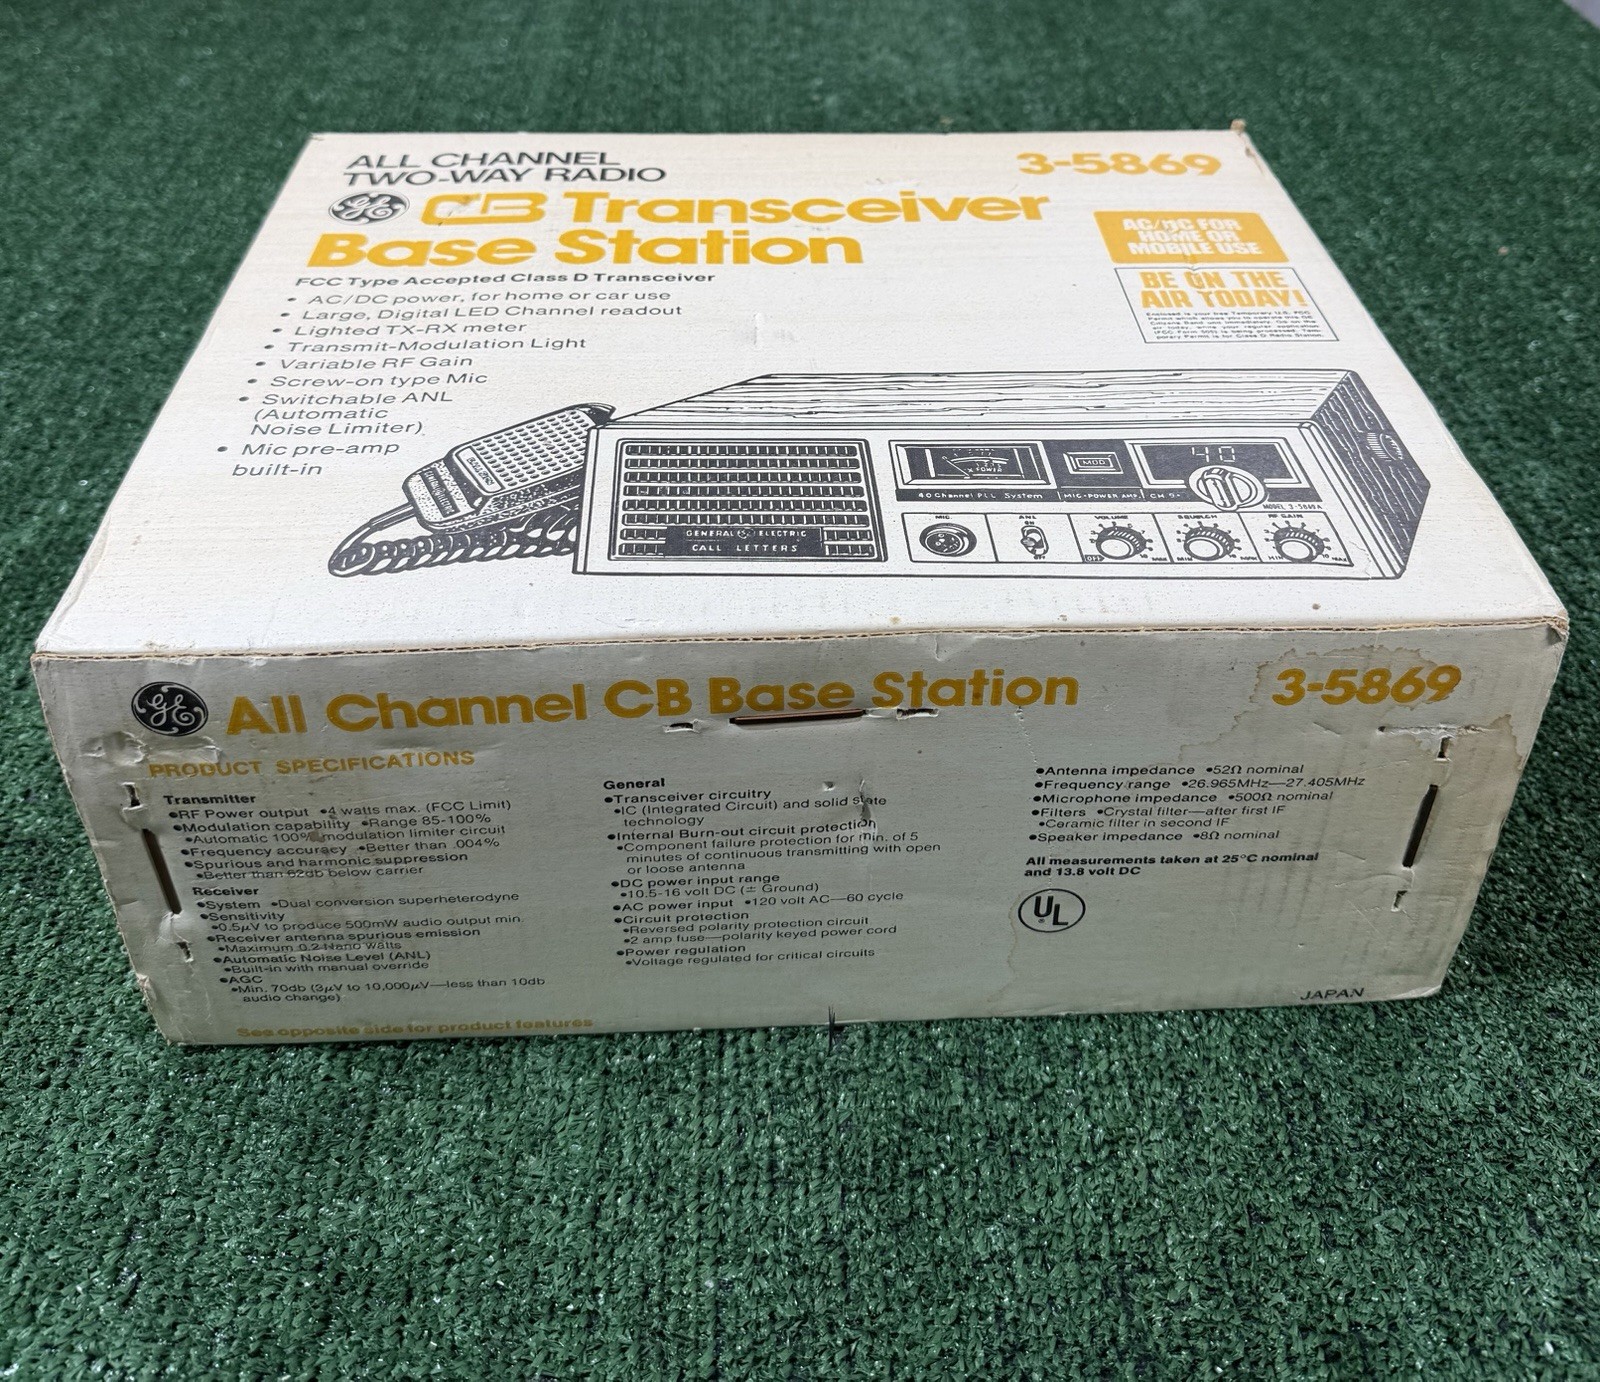 ALL CHANNEL
TWO-WAY RADIO
3-5869
GE CB Transceiver
Base Station
AC/DC FOR
HOME OR
MOBILE USE
BE ON THE
AIR TODAY!
FCC Type Accepted Class D Transceiver
• AC/DC power, for home or car use
• Large, Digital LED Channel readout
• Lighted TX-RX meter
• Transmit-Modulation Light
• Variable RF Gain
• Screw-on type Mic
• Switchable ANL
(Automatic
Noise Limiter)
• Mic pre-amp
built-in
POWER
MOD
40
40 Channel PLL System
MIC-POWER AMP.
MIC
ANL
ON
OFF
VOLUME
SQUELCH
RF GAIN
GENERAL GE ELECTRIC
CALL LETTERS
GE All Channel CB Base Station
3-5869
PRODUCT SPECIFICATIONS
Transmitter
•RF Power output •4 watts max. (FCC Limit)
•Modulation capability •Range 85-100%
•Automatic 100% modulation limiter circuit
•Frequency accuracy •Better than .004%
•Spurious and harmonic suppression
•Better than 62db below carrier
Receiver
•System •Dual conversion superheterodyne
•Sensitivity
•0.5µV to produce 500mW audio output min.
•Receiver antenna spurious emission
•Maximum 0.2 Nano watts
•Automatic Noise Level (ANL)
•Built-in with manual override
•AGC
•Min. 70db (3µV to 10,000µV—less than 10db
audio change)
See opposite side for product features
General
•Transceiver circuitry
•IC (Integrated Circuit) and solid state
technology
•Internal Burn-out circuit protection
•Component failure protection for min. of 5
minutes of continuous transmitting with open
or loose antenna
•DC power input range
•10.5-16 volt DC (± Ground)
•AC power input •120 volt AC—60 cycle
•Circuit protection
•Reversed polarity protection circuit
•2 amp fuse—polarity keyed power cord
•Power regulation
•Voltage regulated for critical circuits
•Antenna impedance •52Ω nominal
•Frequency range •26.965MHz—27.405MHz
•Microphone impedance •500Ω nominal
•Filters •Crystal filter—after first IF
•Ceramic filter in second IF
•Speaker impedance •8Ω nominal
All measurements taken at 25°C nominal
and 13.8 volt DC
UL
JAPAN